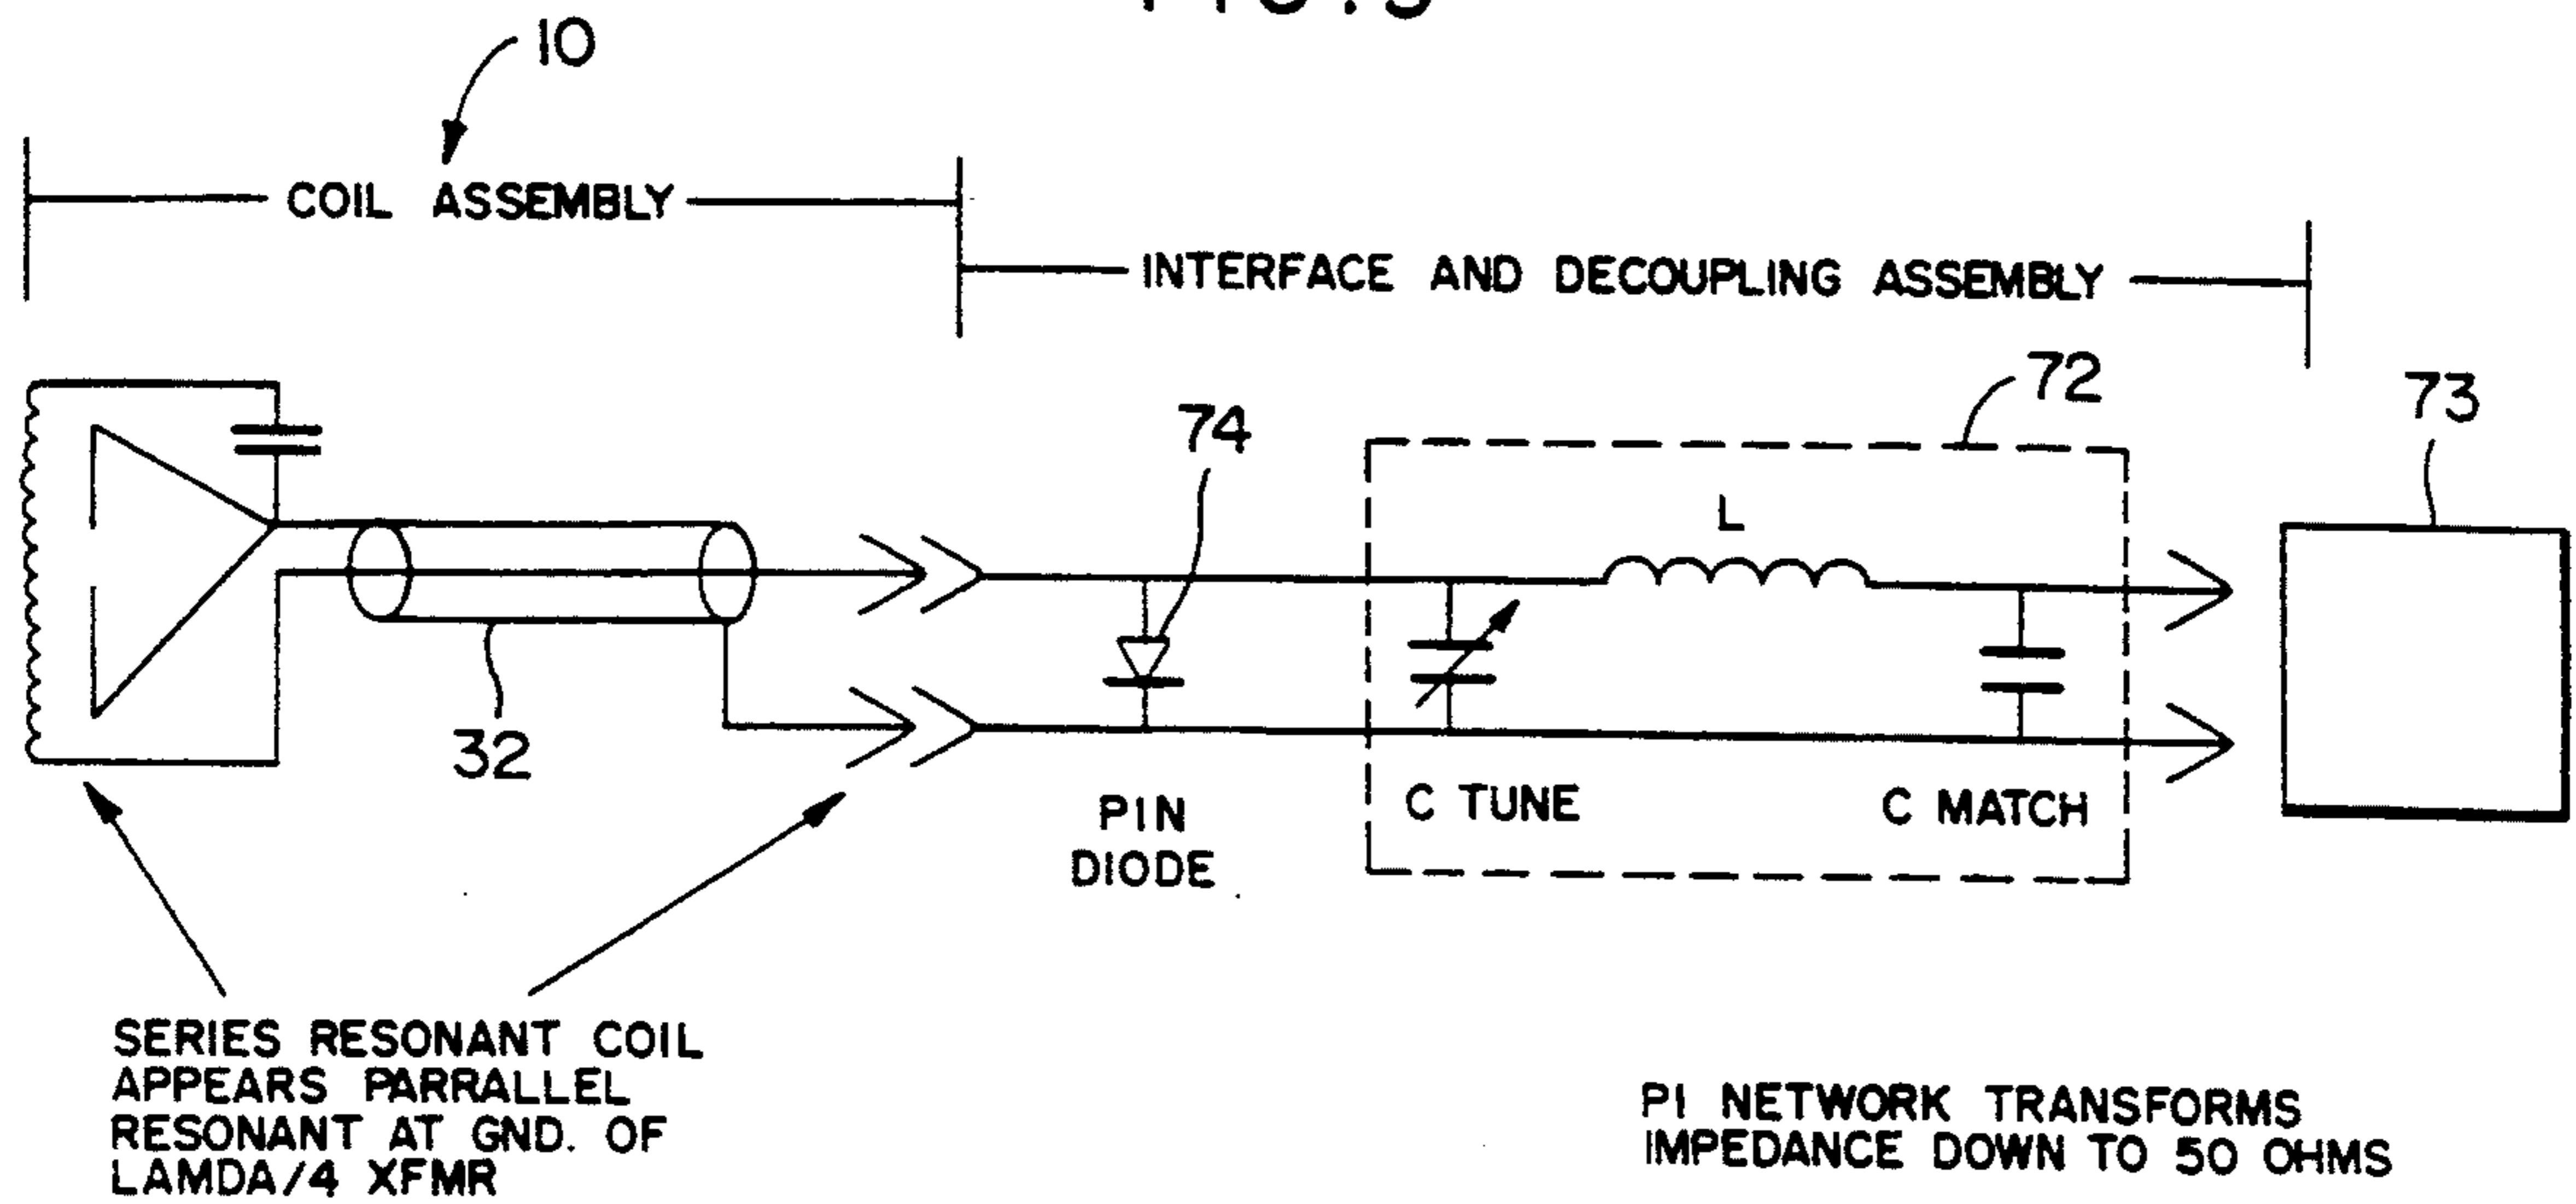 10
COIL ASSEMBLY
INTERFACE AND DECOUPLING ASSEMBLY
72
73
74
L
32
C TUNE
C MATCH
PIN
DIODE
SERIES RESONANT COIL
APPEARS PARRALLEL
RESONANT AT GND. OF
LAMDA/4 XFMR
PI NETWORK TRANSFORMS
IMPEDANCE DOWN TO 50 OHMS